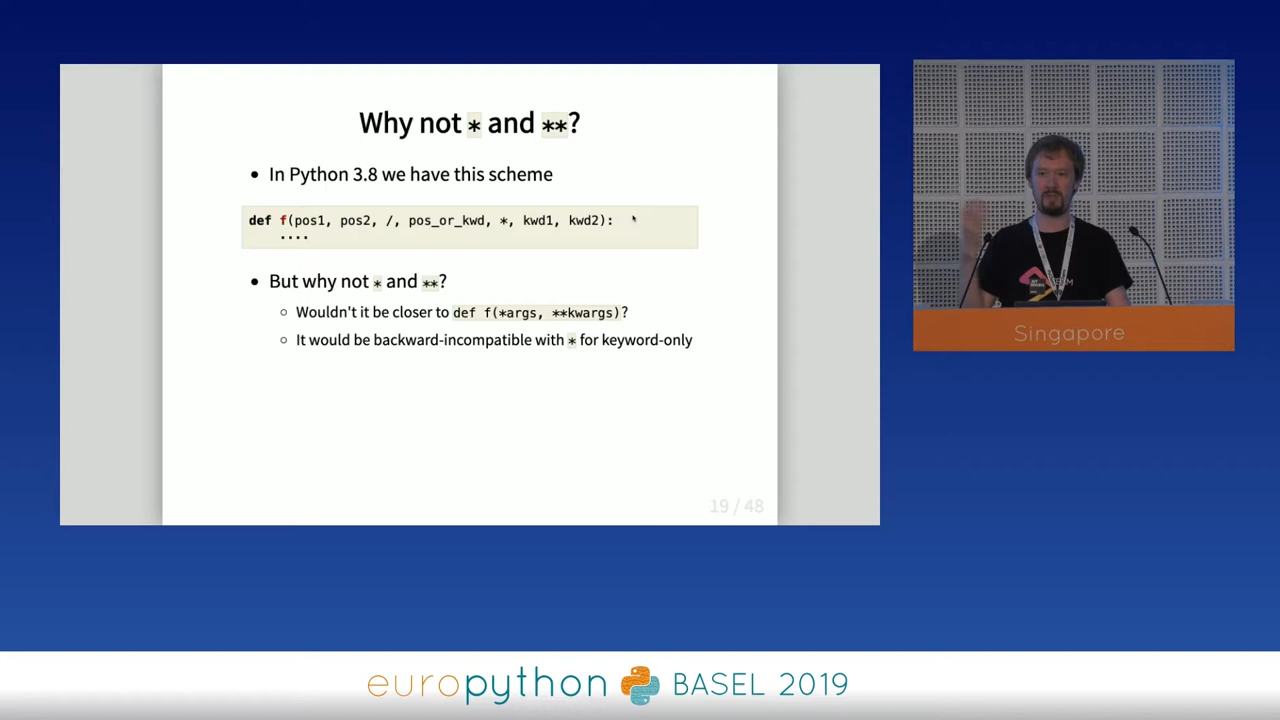 Why not * and **?
• In Python 3.8 we have this scheme
def f(pos1, pos2, /, pos_or_kwd, *, kwd1, kwd2):
....
• But why not * and **?
○ Wouldn't it be closer to def f(*args, **kwargs)?
○ It would be backward-incompatible with * for keyword-only
19 / 48
Singapore
europython BASEL 2019